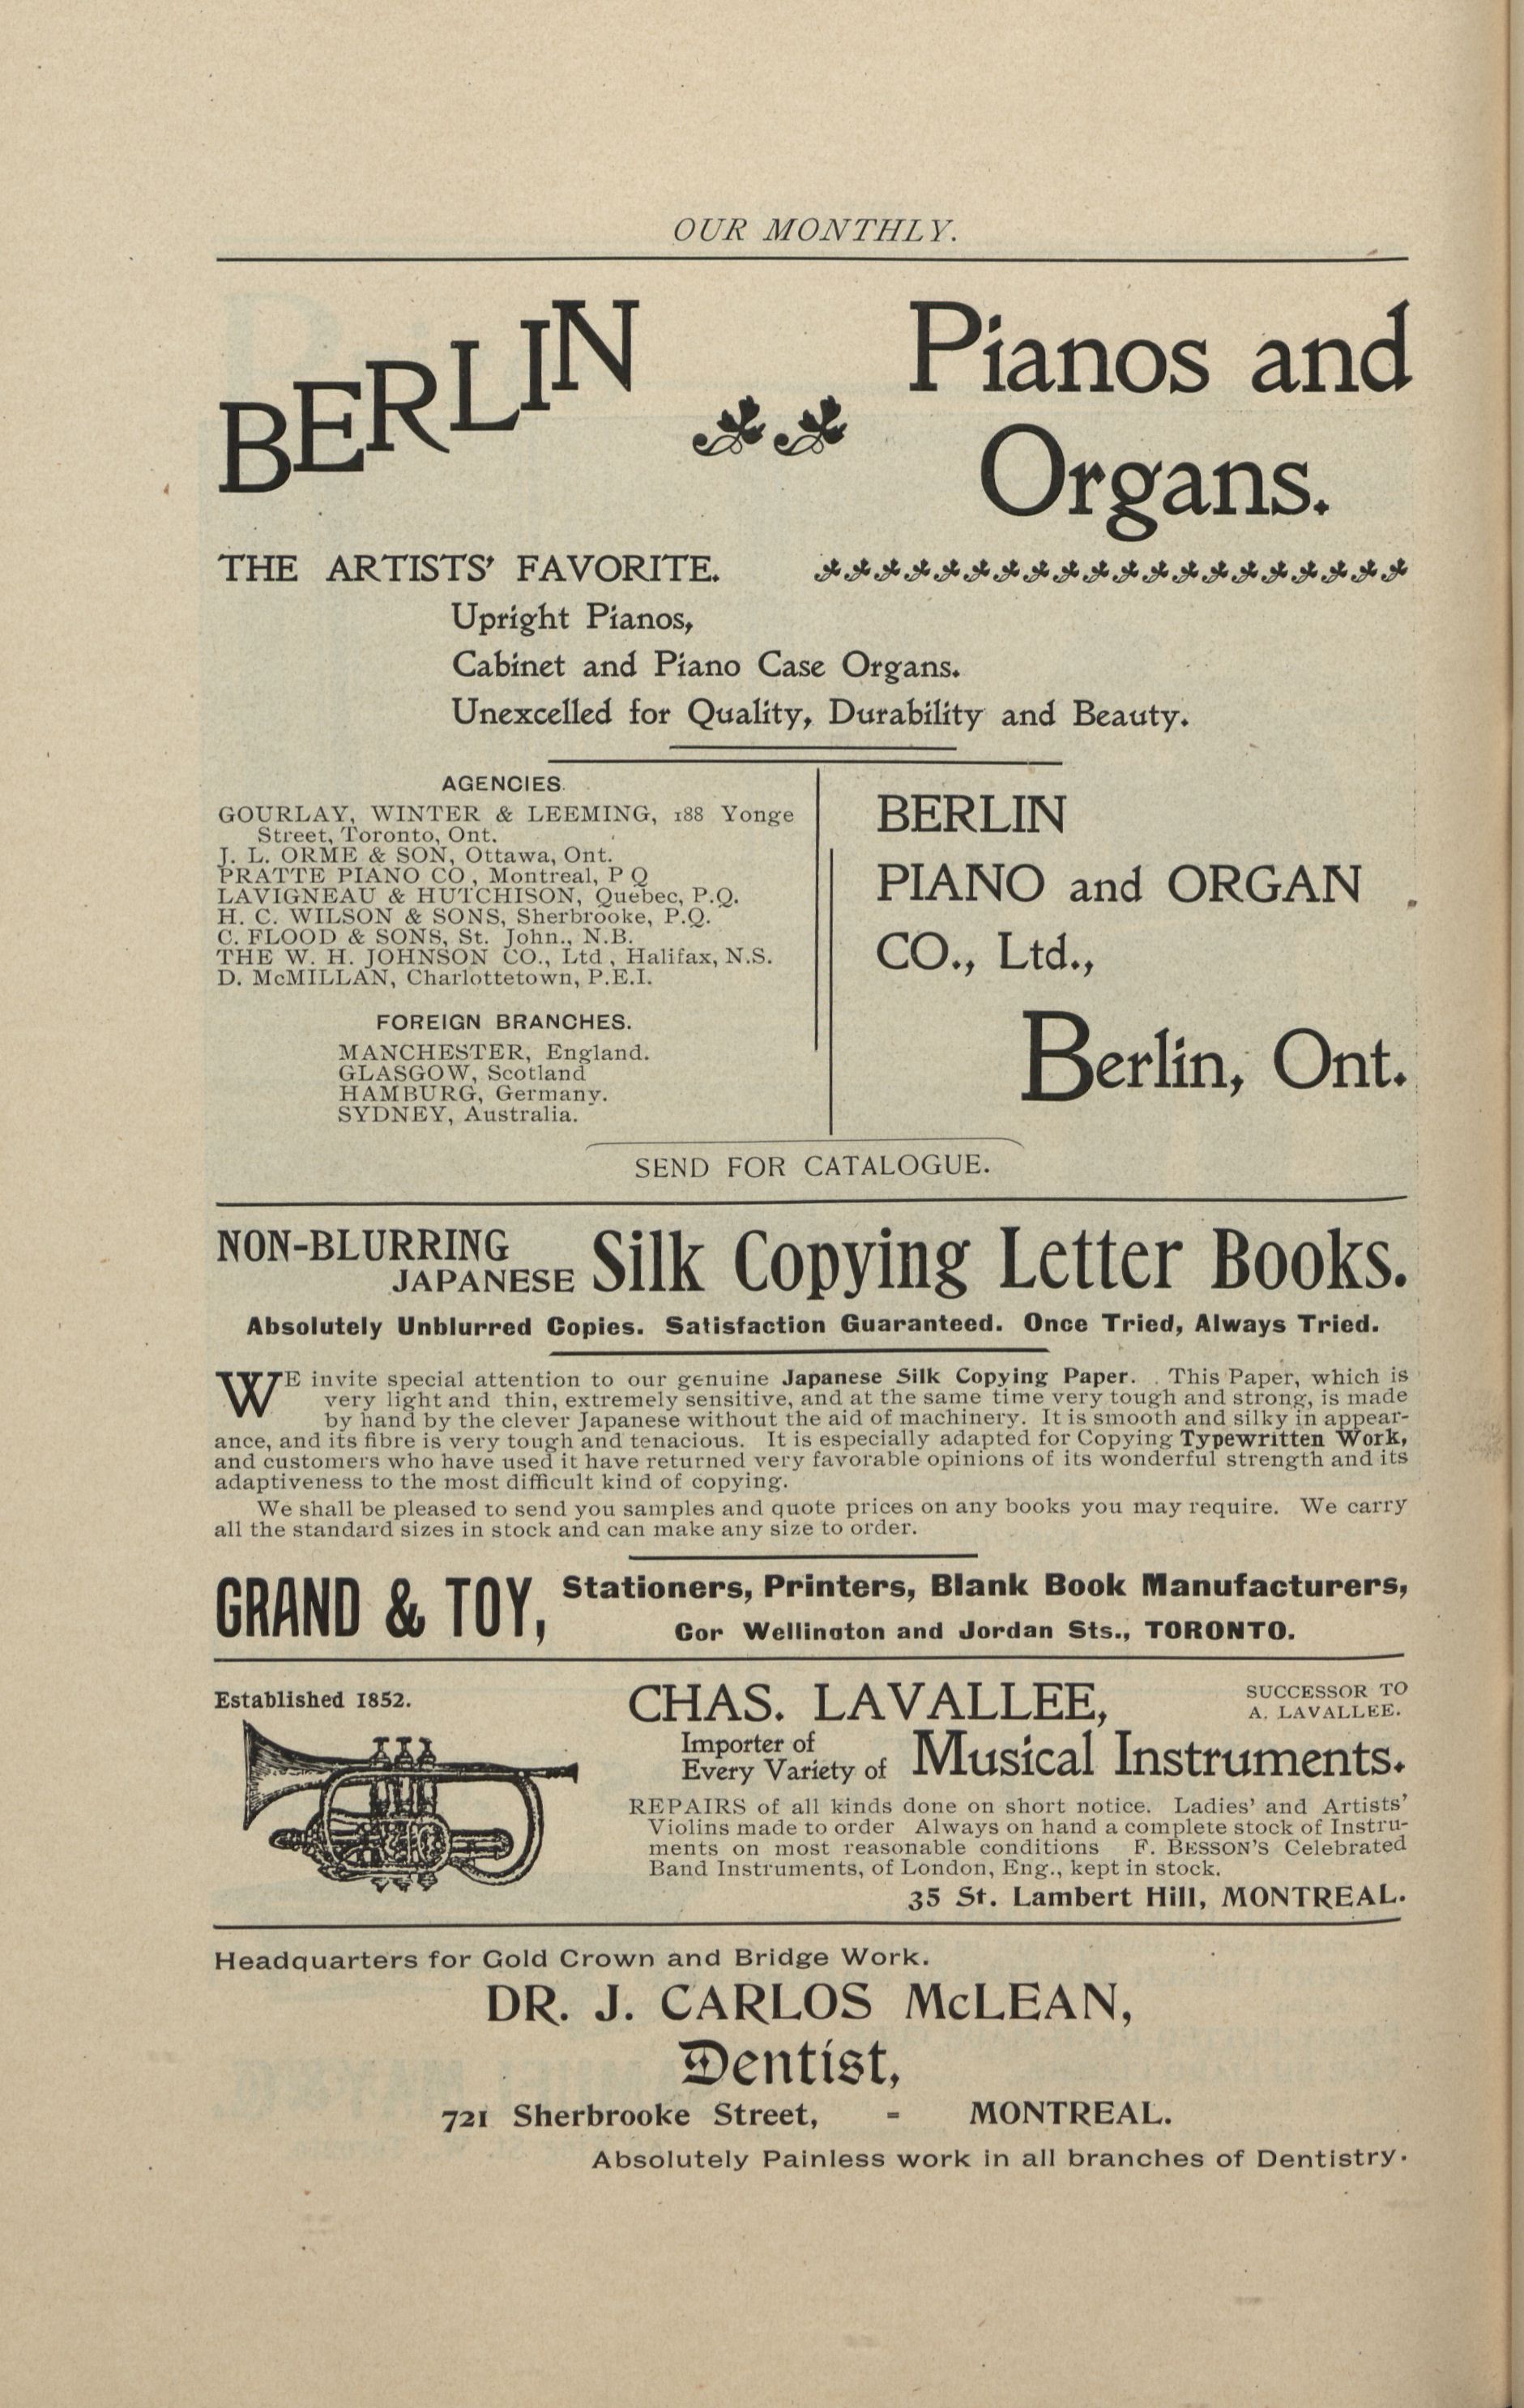 OUR MONTHLY.
BERLIN
Pianos and
Organs.
THE ARTISTS' FAVORITE.
Upright Pianos,
Cabinet and Piano Case Organs.
Unexcelled for Quality, Durability and Beauty.
AGENCIES.
GOURLAY, WINTER & LEEMING, 188 Yonge
Street, Toronto, Ont.
J. L. ORME & SON, Ottawa, Ont.
PRATTE PIANO CO, Montreal, P Q
LAVIGNEAU & HUTCHISON, Quebec, P.Q.
H. C. WILSON & SONS, Sherbrooke, P.Q.
C. FLOOD & SONS, St. John., N.B.
THE W. H. JOHNSON CO., Ltd, Halifax, N.S.
D. McMILLAN, Charlottetown, P.E.I.
FOREIGN BRANCHES.
MANCHESTER, England.
GLASGOW, Scotland
HAMBURG, Germany.
SYDNEY, Australia.
BERLIN
PIANO and ORGAN
CO., Ltd.,
Berlin, Ont.
SEND FOR CATALOGUE.
NON-BLURRING
JAPANESE Silk Copying Letter Books.
Absolutely Unblurred Copies. Satisfaction Guaranteed. Once Tried, Always Tried.
WE invite special attention to our genuine Japanese Silk Copying Paper. This Paper, which is
very light and thin, extremely sensitive, and at the same time very tough and strong, is made
by hand by the clever Japanese without the aid of machinery. It is smooth and silky in appear-
ance, and its fibre is very tough and tenacious. It is especially adapted for Copying Typewritten Work,
and customers who have used it have returned very favorable opinions of its wonderful strength and its
adaptiveness to the most difficult kind of copying.
We shall be pleased to send you samples and quote prices on any books you may require. We carry
all the standard sizes in stock and can make any size to order.
GRAND & TOY, Stationers, Printers, Blank Book Manufacturers,
Cor Wellington and Jordan Sts., TORONTO.
Established 1852.
CHAS. LAVALLEE,
SUCCESSOR TO
A. LAVALLEE.
Importer of
Every Variety of Musical Instruments.
REPAIRS of all kinds done on short notice. Ladies' and Artists'
Violins made to order Always on hand a complete stock of Instru-
ments on most reasonable conditions F. BESSON'S Celebrated
Band Instruments, of London, Eng., kept in stock.
35 St. Lambert Hill, MONTREAL.
Headquarters for Gold Crown and Bridge Work.
DR. J. CARLOS McLEAN,
Dentist,
721 Sherbrooke Street, - MONTREAL.
Absolutely Painless work in all branches of Dentistry.